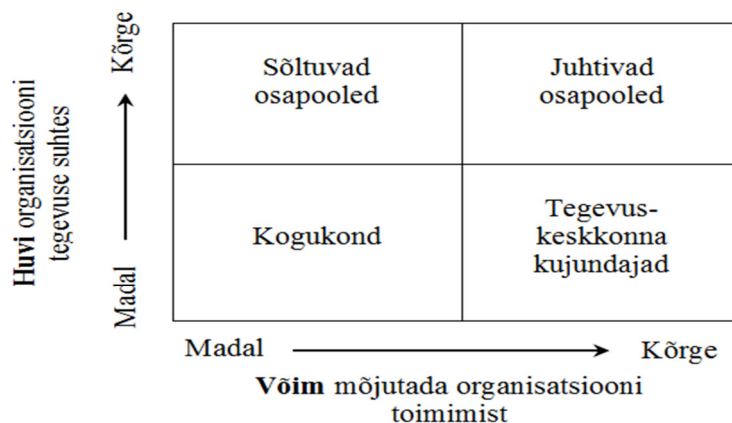 Huvi organisatsiooni
tegevuse suhtes
Kõrge
Madal
Sõltuvad
osapooled
Juhtivad
osapooled
Kogukond
Tegevus-
keskkonna
kujundajad
Madal
Kõrge
Võim mõjutada organisatsiooni
toimimist